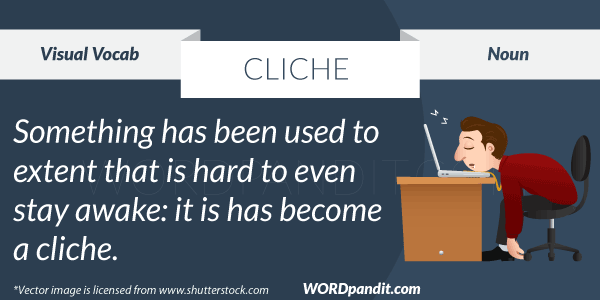 Visual Vocab
CLICHE
Noun
Something has been used to
extent that is hard to even
stay awake: it is has become
a cliche.
WORDPANDIT
*Vector image is licensed from www.shutterstock.com
WORDpandit.com